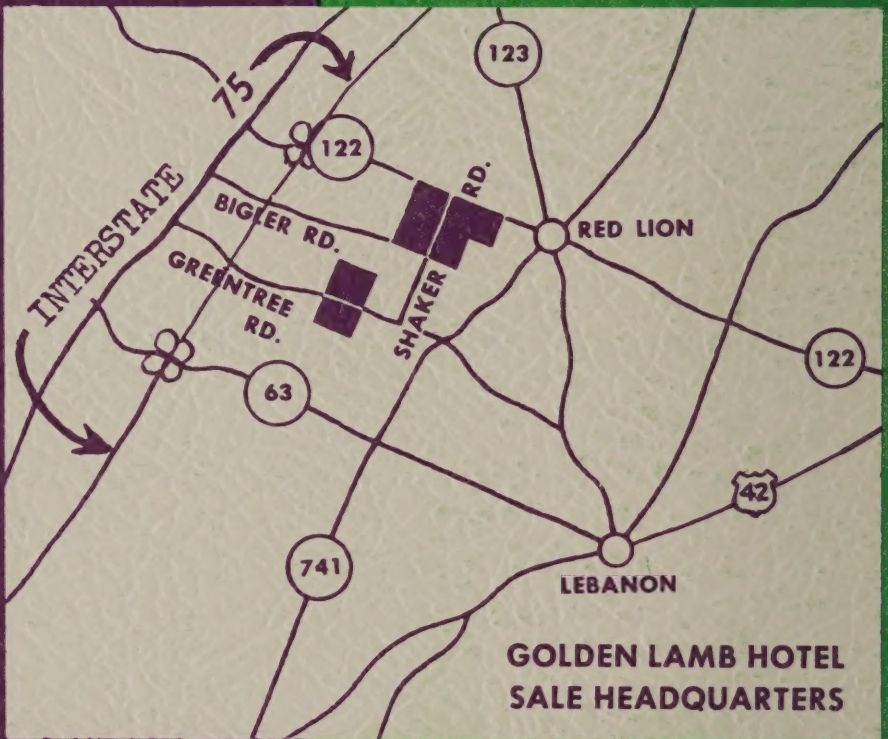 123
75
122
INTERSTATE
RD.
BIGLER RD.
RED LION
GREENTREE
RD.
SHAKER
122
63
42
741
LEBANON
GOLDEN LAMB HOTEL
SALE HEADQUARTERS